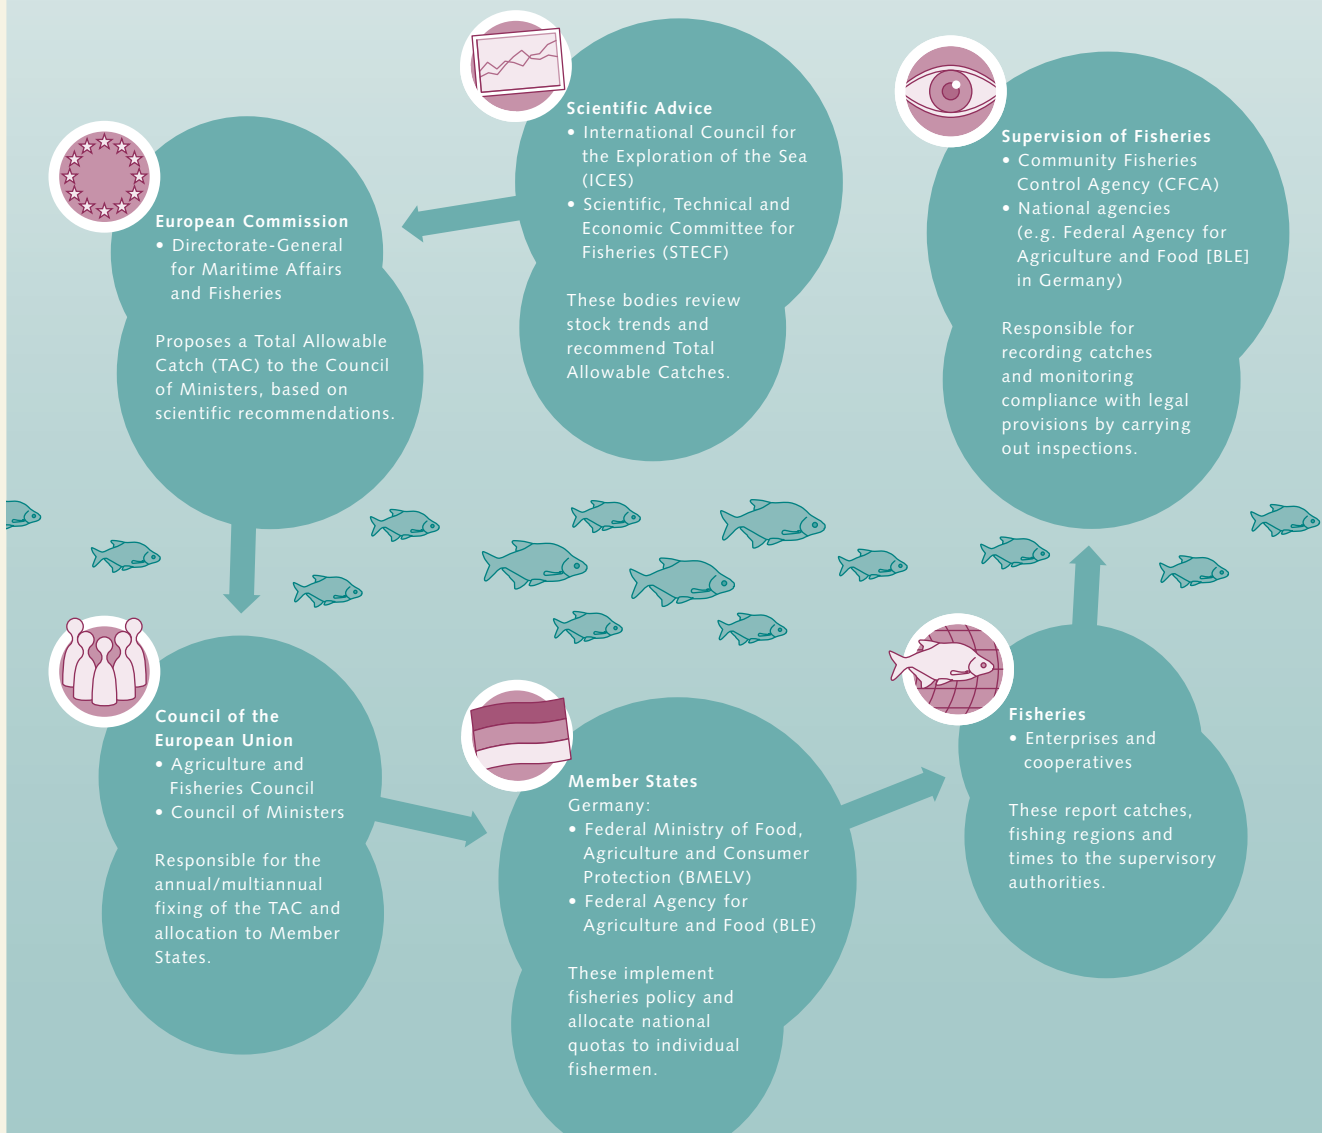 Scientific Advice
• International Council for
the Exploration of the Sea
(ICES)
• Scientific, Technical and
Economic Committee for
Fisheries (STECF)
These bodies review
stock trends and
recommend Total
Allowable Catches.
European Commission
• Directorate-General
for Maritime Affairs
and Fisheries
Proposes a Total Allowable
Catch (TAC) to the Council
of Ministers, based on
scientific recommendations.
Council of the
European Union
• Agriculture and
Fisheries Council
• Council of Ministers
Responsible for the
annual/multiannual
fixing of the TAC and
allocation to Member
States.
Member States
Germany:
• Federal Ministry of Food,
Agriculture and Consumer
Protection (BMELV)
• Federal Agency for
Agriculture and Food (BLE)
These implement
fisheries policy and
allocate national
quotas to individual
fishermen.
Fisheries
• Enterprises and
cooperatives
These report catches,
fishing regions and
times to the supervisory
authorities.
Supervision of Fisheries
• Community Fisheries
Control Agency (CFCA)
• National agencies
(e.g. Federal Agency for
Agriculture and Food [BLE]
in Germany)
Responsible for
recording catches
and monitoring
compliance with legal
provisions by carrying
out inspections.